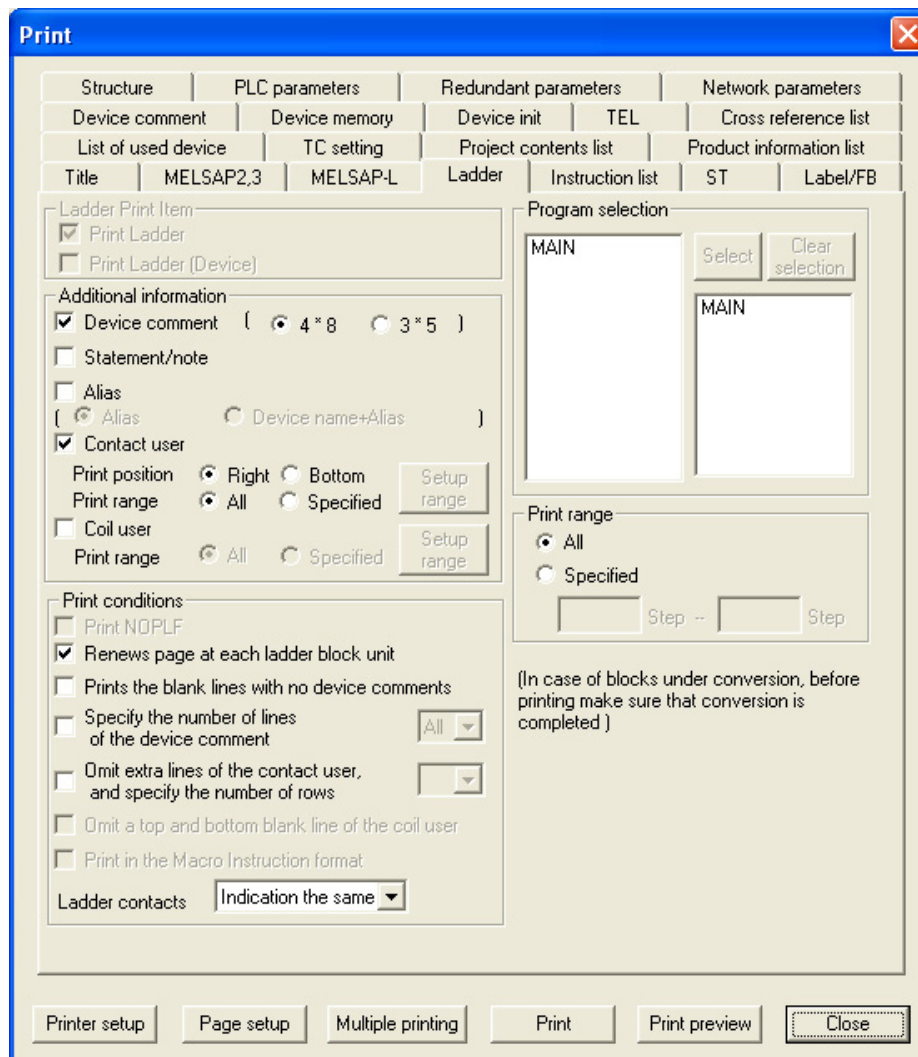 Print
Structure PLC parameters Redundant parameters Network parameters
Device comment Device memory Device init TEL Cross reference list
List of used device TC setting Project contents list Product information list
Title MELSAP2,3 MELSAP-L Ladder Instruction list ST Label/FB
Ladder Print Item
Print Ladder
Print Ladder (Device)
Additional information
Device comment ( 4 * 8 3 * 5 )
Statement/note
Alias
( Alias Device name+Alias )
Contact user
Print position Right Bottom
Setup
range
Print range All Specified
Coil user
Print range All Specified
Setup
range
Print conditions
Print NOPLF
Renews page at each ladder block unit
Prints the blank lines with no device comments
Specify the number of lines
of the device comment
All
Omit extra lines of the contact user,
and specify the number of rows
Omit a top and bottom blank line of the coil user
Print in the Macro Instruction format
Ladder contacts Indication the same
Program selection
MAIN
Select
Clear
selection
MAIN
Print range
All
Specified
Step -- Step
(In case of blocks under conversion, before
printing make sure that conversion is
completed )
Printer setup Page setup Multiple printing Print Print preview Close